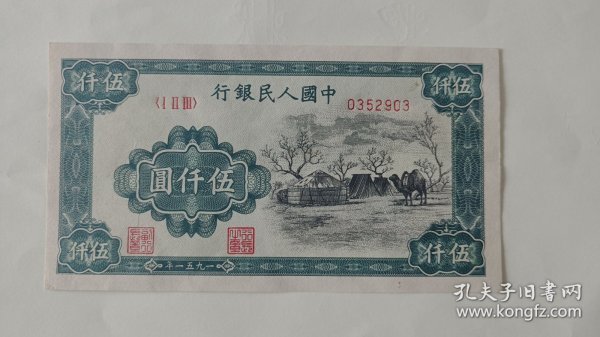 伍仟
伍仟
中國人民銀行
〈I II III〉
0352903
伍仟圓
伍仟
伍仟
一九五一年
孔夫子旧書网
www.kongfz.com